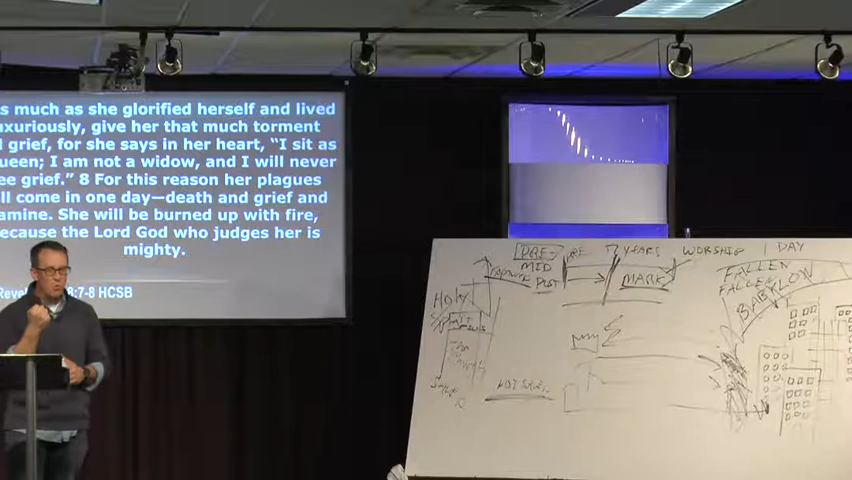 s much as she glorified herself and lived
uxuriously, give her that much torment
d grief, for she says in her heart, “I sit as
ueen; I am not a widow, and I will never
ee grief.” 8 For this reason her plagues
ll come in one day—death and grief and
amine. She will be burned up with fire,
ecause the Lord God who judges her is
mighty.
Revel 8:7-8 HCSB
PRE- PRE 7 YEARS WORSHIP 1 DAY
MID
POST
MARK
FALLEN
FALLEN
BABYLON
HOLY